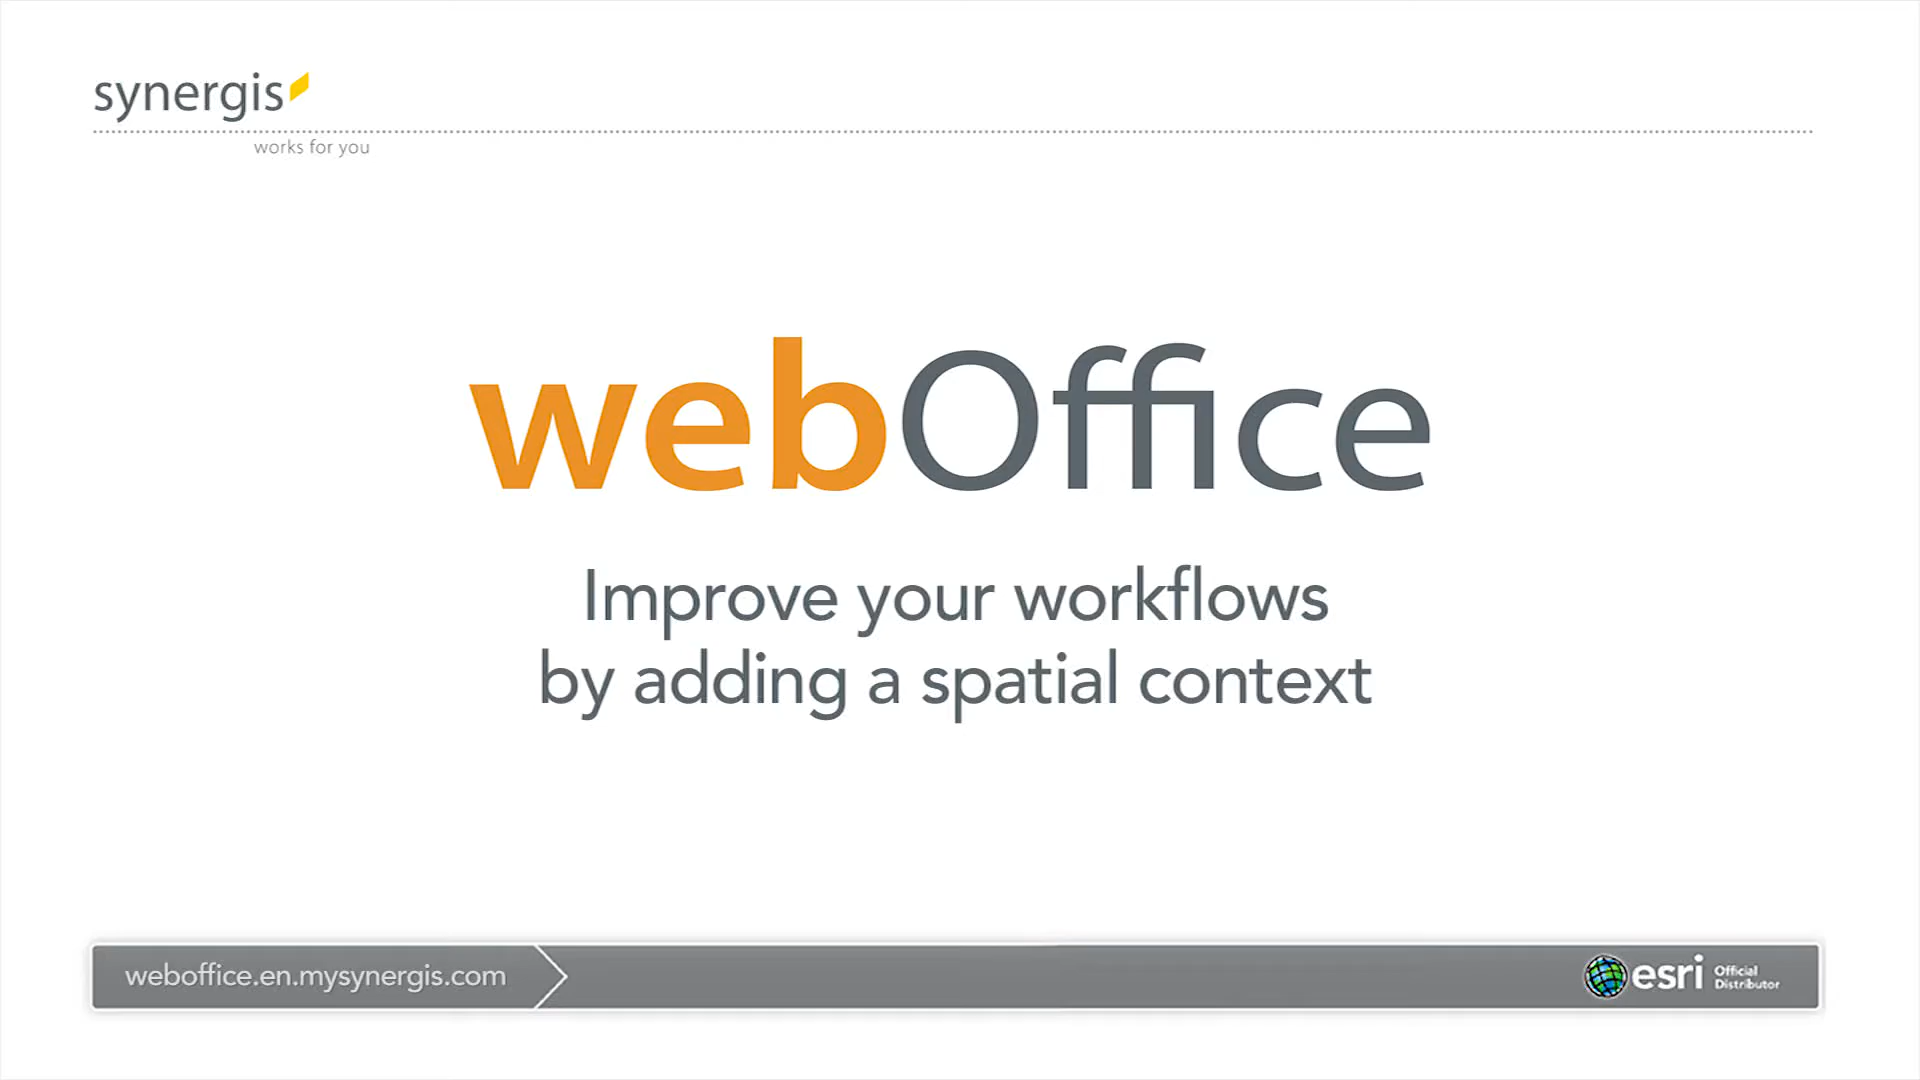 synergis
works for you
webOffice
Improve your workflows
by adding a spatial context
weboffice.en.mysynergis.com
esri Official
Distributor